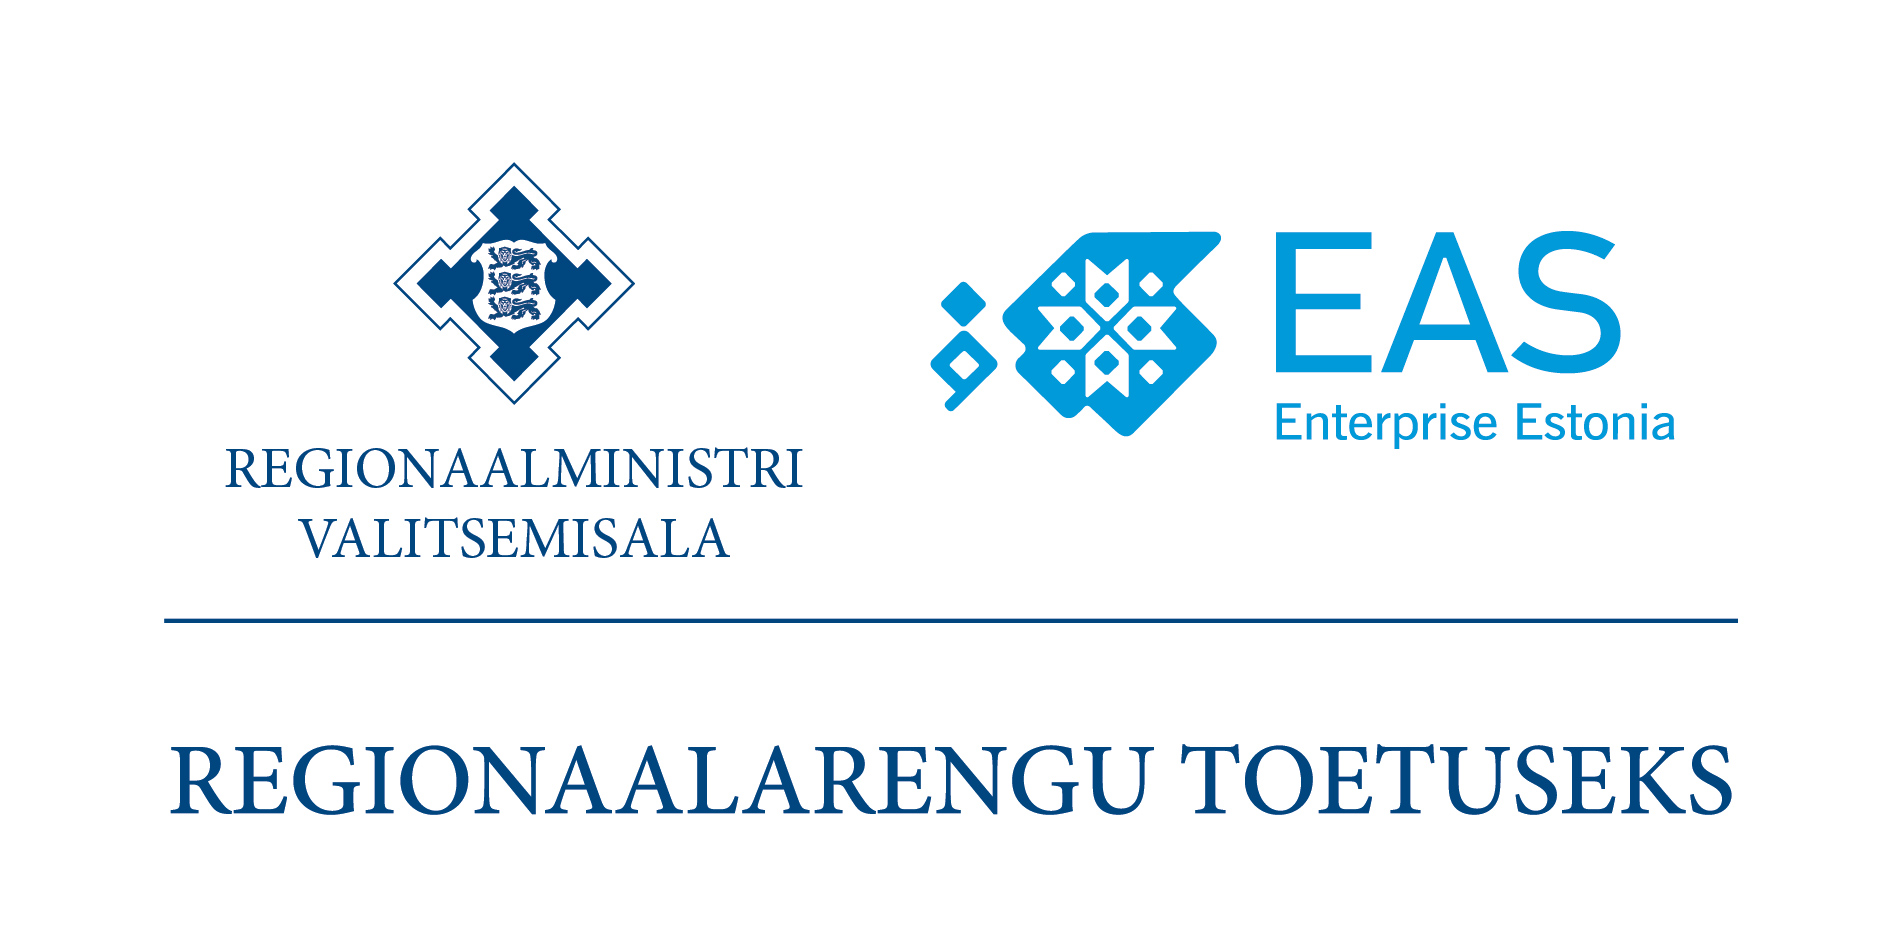 REGIONAALMINISTRI
VALITSEMISALA
EAS
Enterprise Estonia
REGIONAALARENGU TOETUSEKS